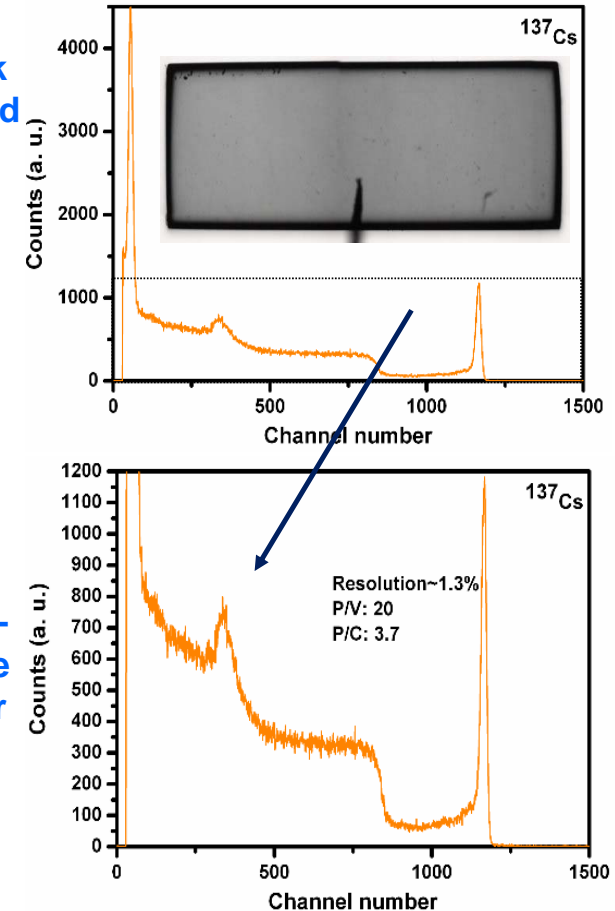 137Cs
k
d
4000
3000
2000
1000
0
Counts (a. u.)
0 500 1000 1500
Channel number
1200
1100
1000
900
800
700
600
500
400
300
200
100
0
137Cs
Resolution~1.3%
P/V: 20
P/C: 3.7
e
r
Counts (a. u.)
0 500 1000 1500
Channel number